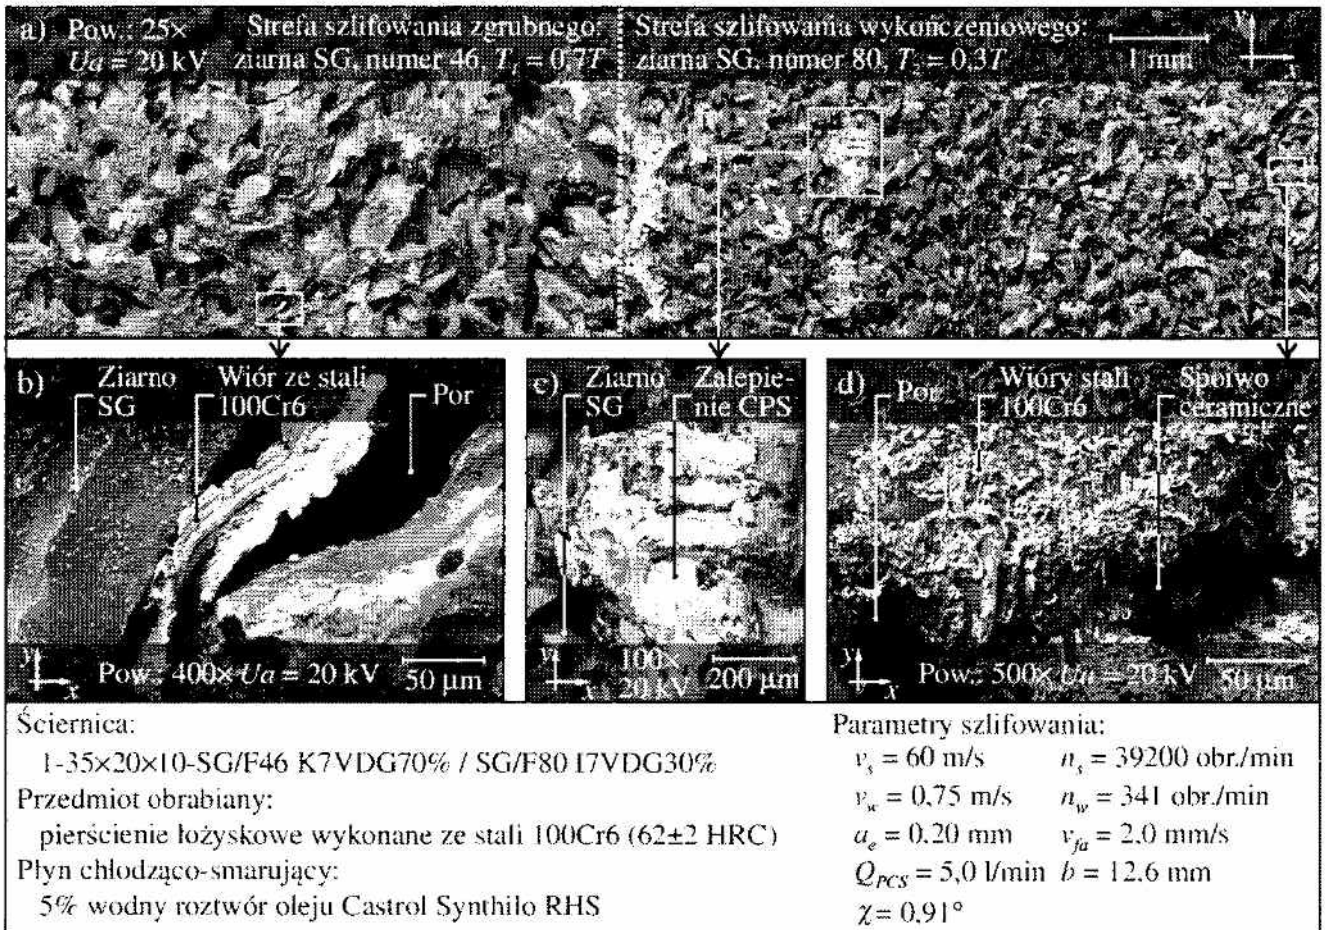 a) Pow.: 25×
Ua = 20 kV
Strefa szlifowania zgrubnego:
ziarna SG, numer 46, T₁ = 0,7T
Strefa szlifowania wykończeniowego:
ziarna SG, numer 80, T₂ = 0,3T
1 mm
y
x
b)
Ziarno
SG
Wiór ze stali
100Cr6
Por
y
x
Pow.: 400× Ua = 20 kV
50 µm
c)
Ziarno
SG
Zalepie-
nie CPS
y
x
100×
20 kV
200 µm
d)
Por
Wióry stali
100Cr6
Spoiwo
ceramiczne
y
x
Pow.: 500× Ua = 20 kV
50 µm
Ściernica:
1-35×20×10-SG/F46 K7VDG70% / SG/F80 I7VDG30%
Przedmiot obrabiany:
pierścienie łożyskowe wykonane ze stali 100Cr6 (62±2 HRC)
Płyn chłodząco-smarujący:
5% wodny roztwór oleju Castrol Synthilo RHS
Parametry szlifowania:
vₛ = 60 m/s nₛ = 39200 obr./min
v_w = 0,75 m/s n_w = 341 obr./min
aₑ = 0,20 mm v_fa = 2,0 mm/s
Q_PCS = 5,0 l/min b = 12,6 mm
χ = 0,91°